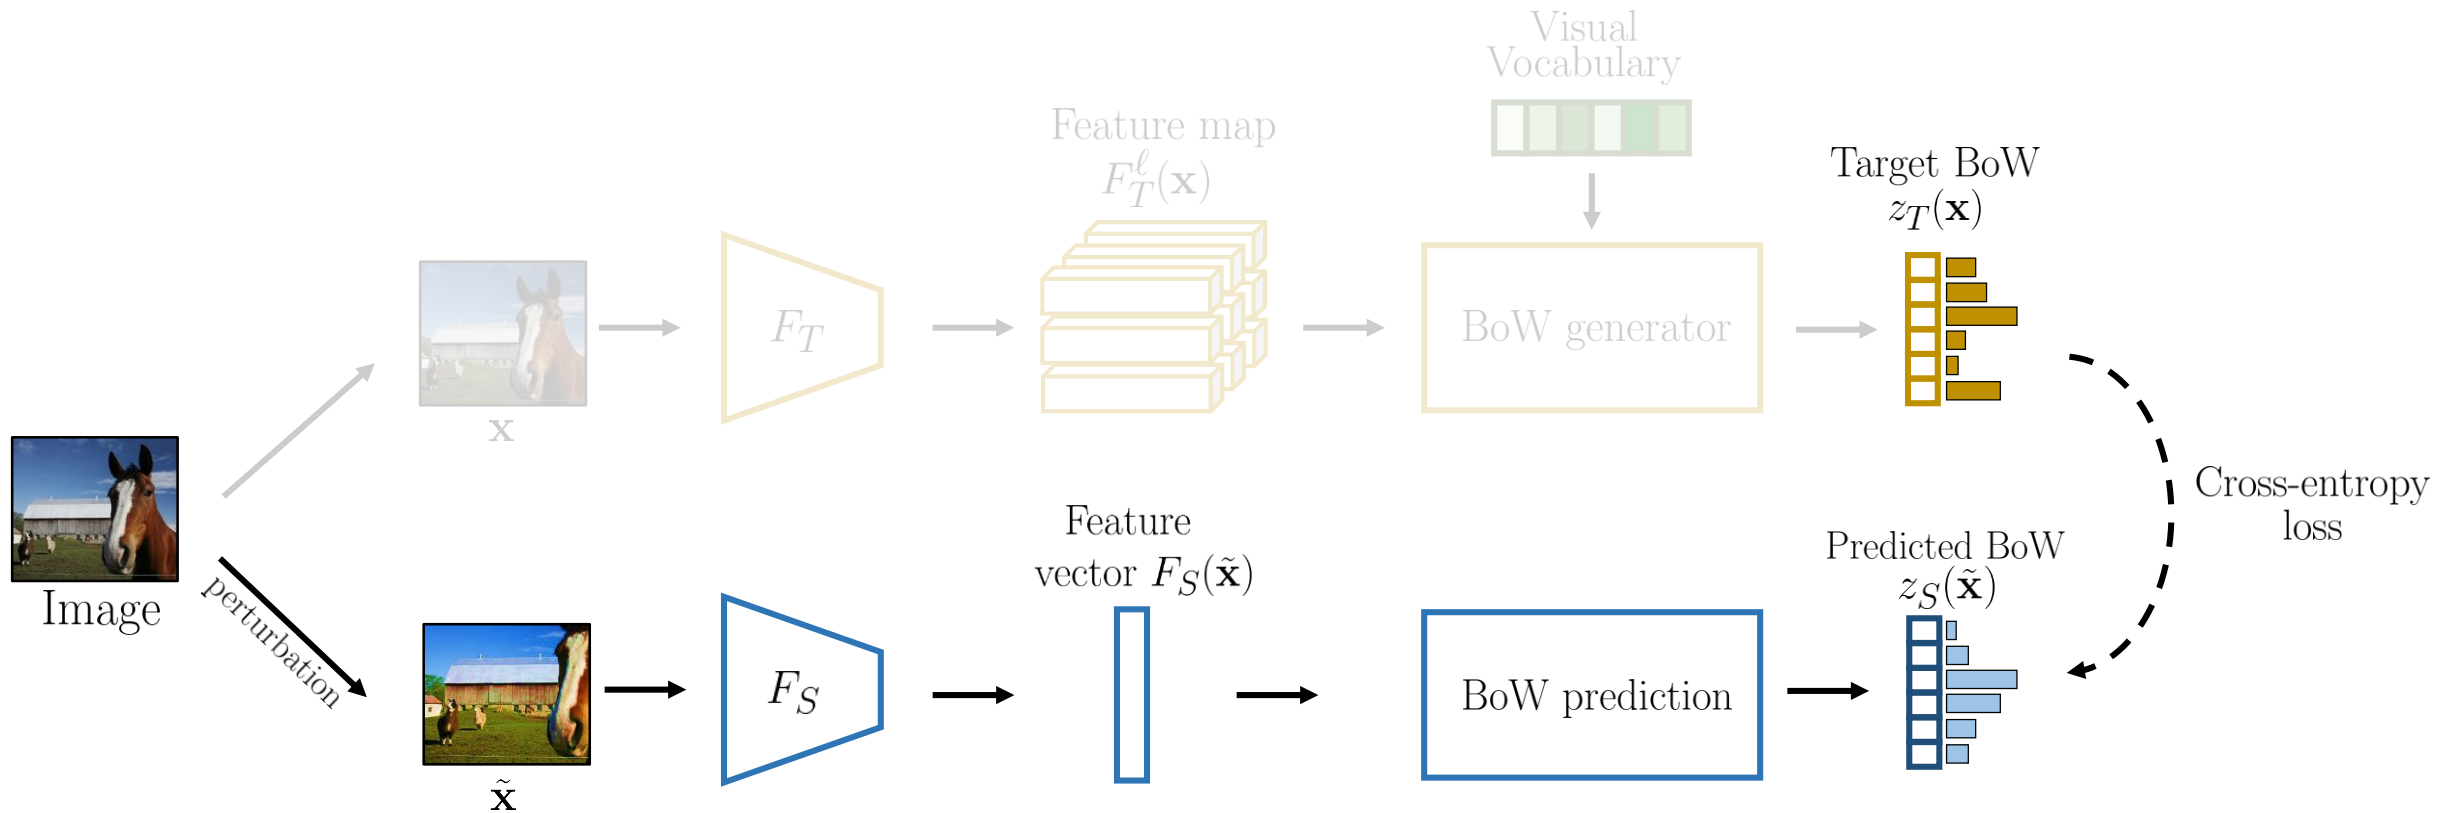 Visual
Vocabulary
Feature map
$F_T^\ell(\mathbf{x})$
Target BoW
$z_T(\mathbf{x})$
$F_T$
BoW generator
$\mathbf{x}$
Image
perturbation
Cross-entropy
loss
Feature
vector $F_S(\tilde{\mathbf{x}})$
Predicted BoW
$z_S(\tilde{\mathbf{x}})$
$F_S$
BoW prediction
$\tilde{\mathbf{x}}$